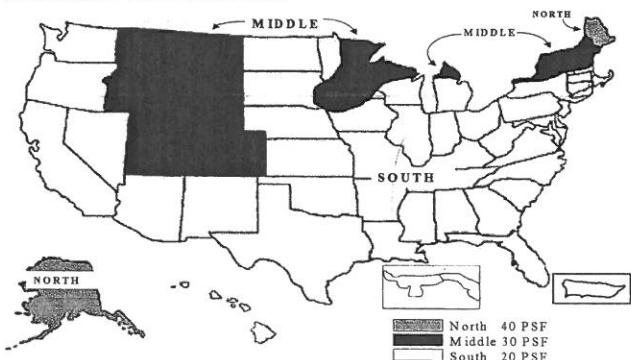 NORTH
MIDDLE
MIDDLE
SOUTH
NORTH
North 40 PSF
Middle 30 PSF
South 20 PSF